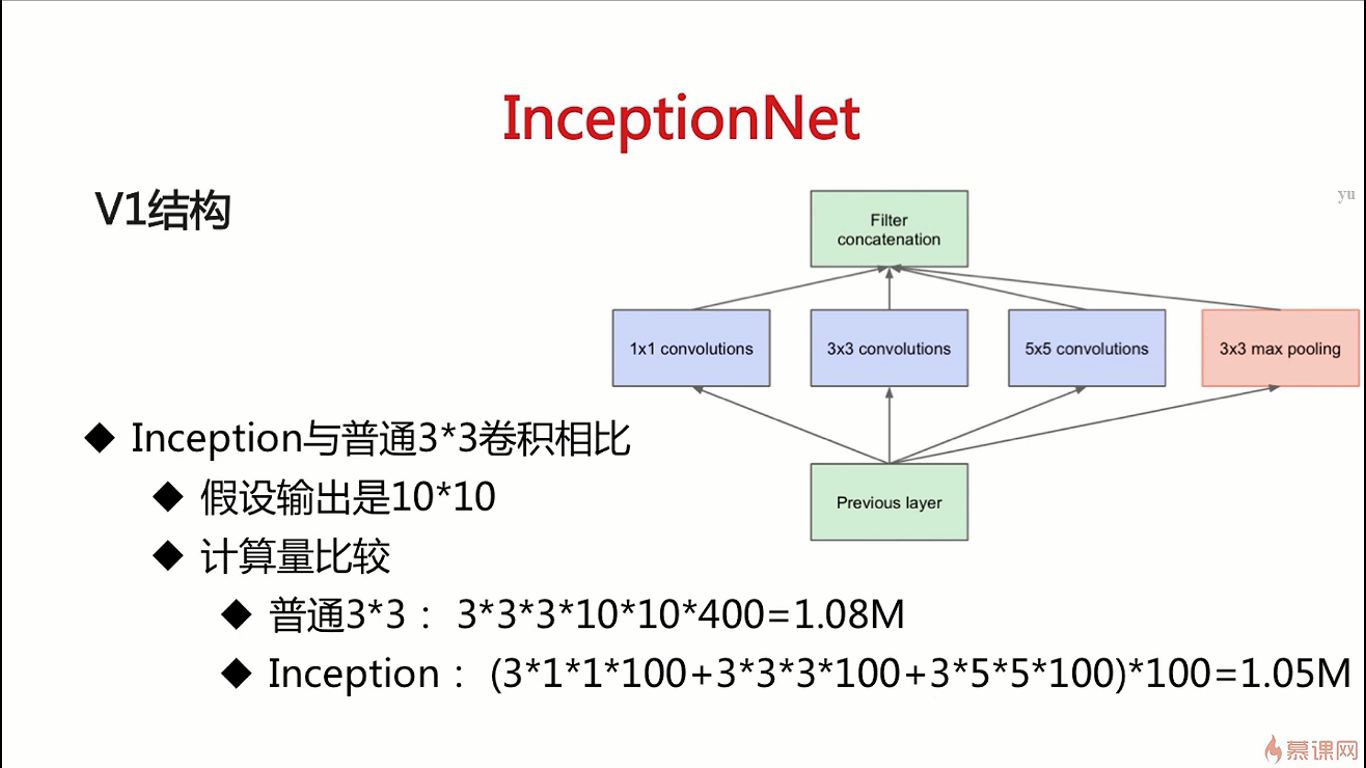 InceptionNet
V1结构
yu
Filter
concatenation
1x1 convolutions
3x3 convolutions
5x5 convolutions
3x3 max pooling
Previous layer
Inception与普通3*3卷积相比
假设输出是10*10
计算量比较
普通3*3： 3*3*3*10*10*400=1.08M
Inception： (3*1*1*100+3*3*3*100+3*5*5*100)*100=1.05M
慕课网